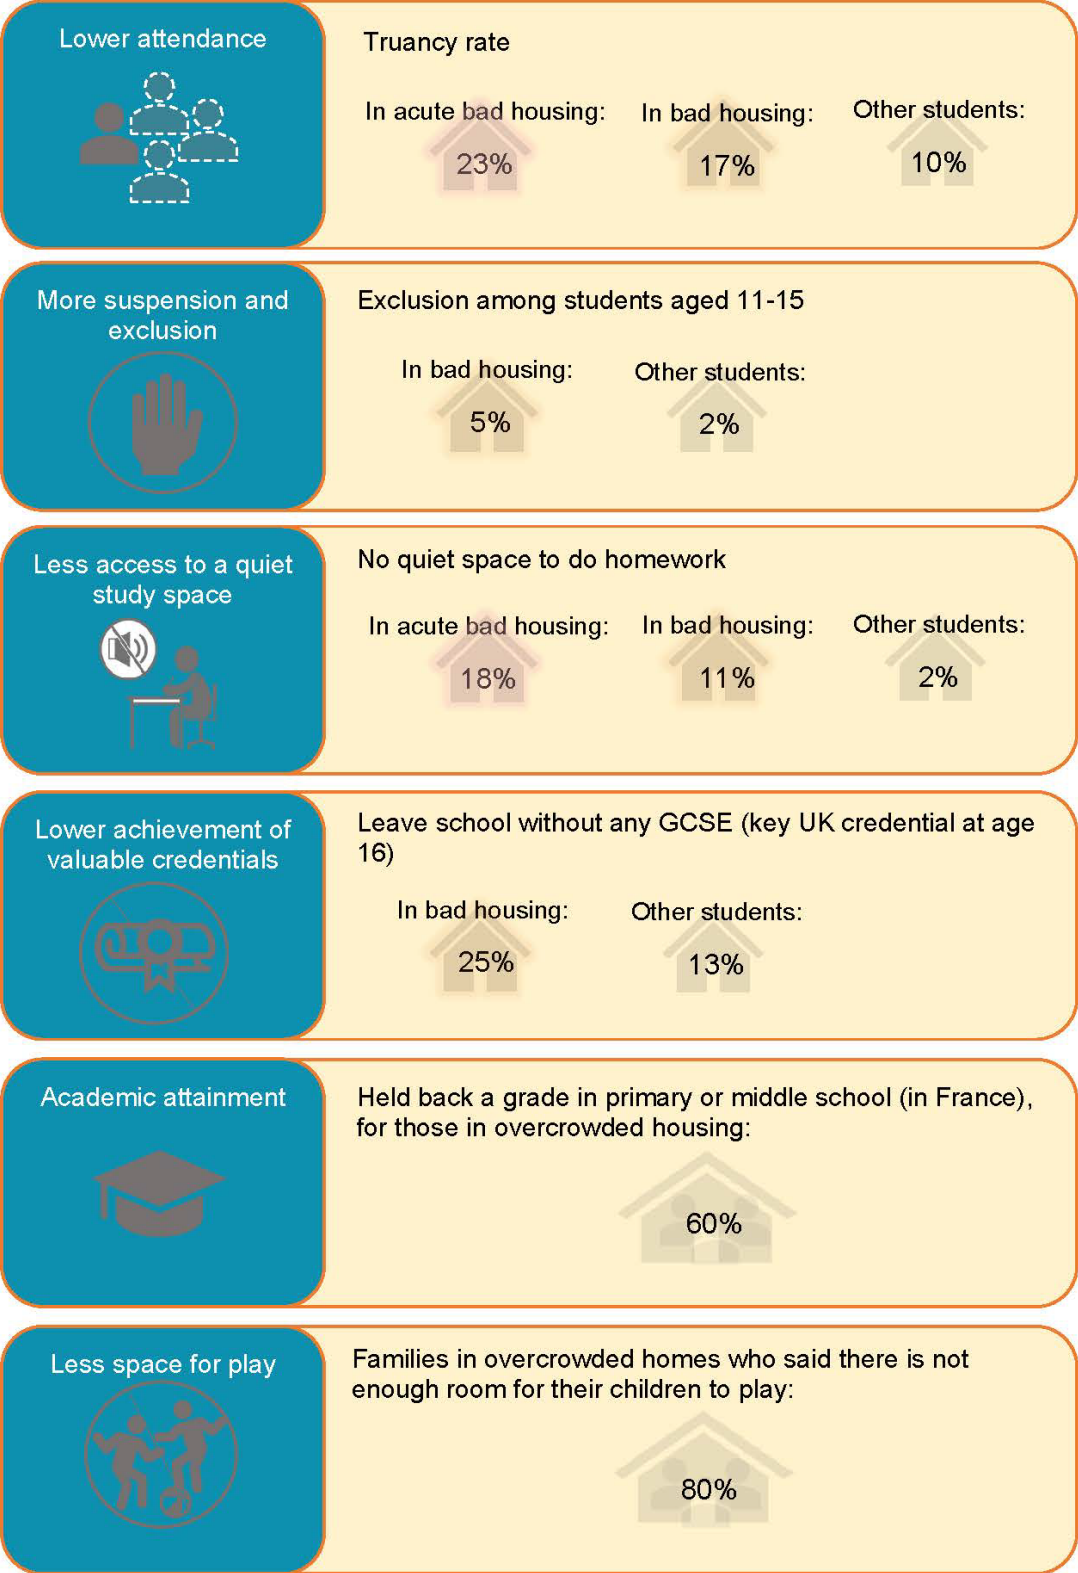 Lower attendance
Truancy rate
In acute bad housing:
In bad housing:
Other students:
23%
17%
10%
More suspension and
exclusion
Exclusion among students aged 11-15
In bad housing:
Other students:
5%
2%
Less access to a quiet
study space
No quiet space to do homework
In acute bad housing:
In bad housing:
Other students:
18%
11%
2%
Lower achievement of
valuable credentials
Leave school without any GCSE (key UK credential at age
16)
In bad housing:
Other students:
25%
13%
Academic attainment
Held back a grade in primary or middle school (in France),
for those in overcrowded housing:
60%
Less space for play
Families in overcrowded homes who said there is not
enough room for their children to play:
80%